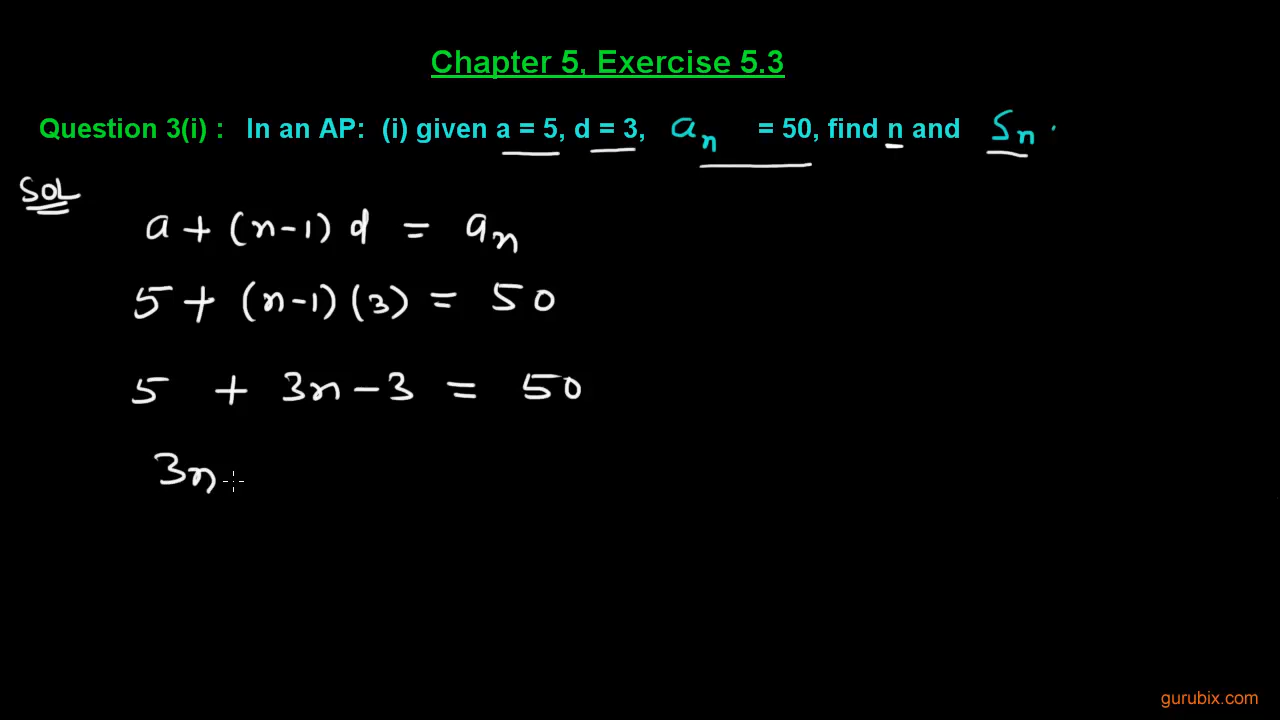 Chapter 5, Exercise 5.3
Question 3(i) : In an AP: (i) given a = 5, d = 3, aₙ = 50, find n and Sₙ.
SOL
a + (n-1) d = aₙ
5 + (n-1) (3) = 50
5 + 3n - 3 = 50
3n
gurubix.com